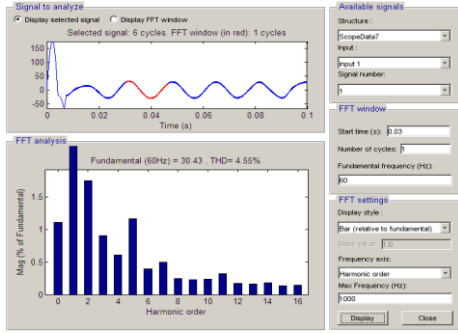 Signal to analyze
Display selected signal Display FFT window
Selected signal: 6 cycles. FFT window (in red): 1 cycles
150
100
50
0
-50
0 0.02 0.04 0.06 0.08 0.1
Time (s)
FFT analysis
Fundamental (60Hz) = 30.43 , THD= 4.55%
Mag (% of Fundamental)
1.5
1
0.5
0
0 2 4 6 8 10 12 14 16
Harmonic order
Available signals
Structure :
ScopeData7
Input :
input 1
Signal number:
1
FFT window
Start time (s): 0.03
Number of cycles: 1
Fundamental frequency (Hz):
60
FFT settings
Display style :
Bar (relative to fundamental)
Base value: 1.0
Frequency axis:
Harmonic order
Max Frequency (Hz):
1000
Display Close